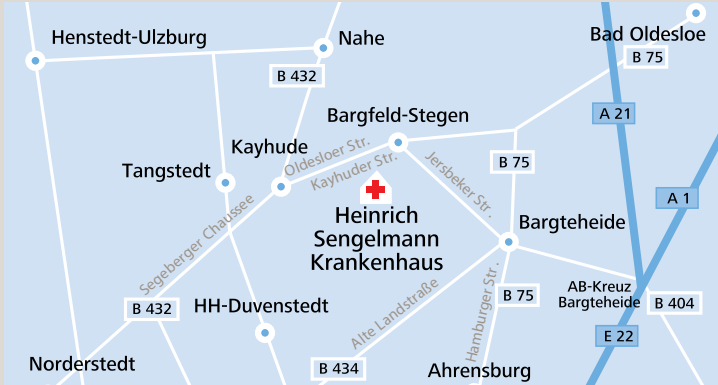 Bad Oldesloe
Henstedt-Ulzburg
Nahe
B 75
B 432
A 21
Bargfeld-Stegen
Kayhude
Oldesloer Str.
Kayhuder Str.
Jersbeker Str.
B 75
Tangstedt
A 1
Heinrich
Sengelmann
Krankenhaus
Bargteheide
Segeberger Chaussee
AB-Kreuz
Bargteheide
B 404
B 432
HH-Duvenstedt
Alte Landstraße
Hamburger Str.
B 75
E 22
Norderstedt
B 434
Ahrensburg